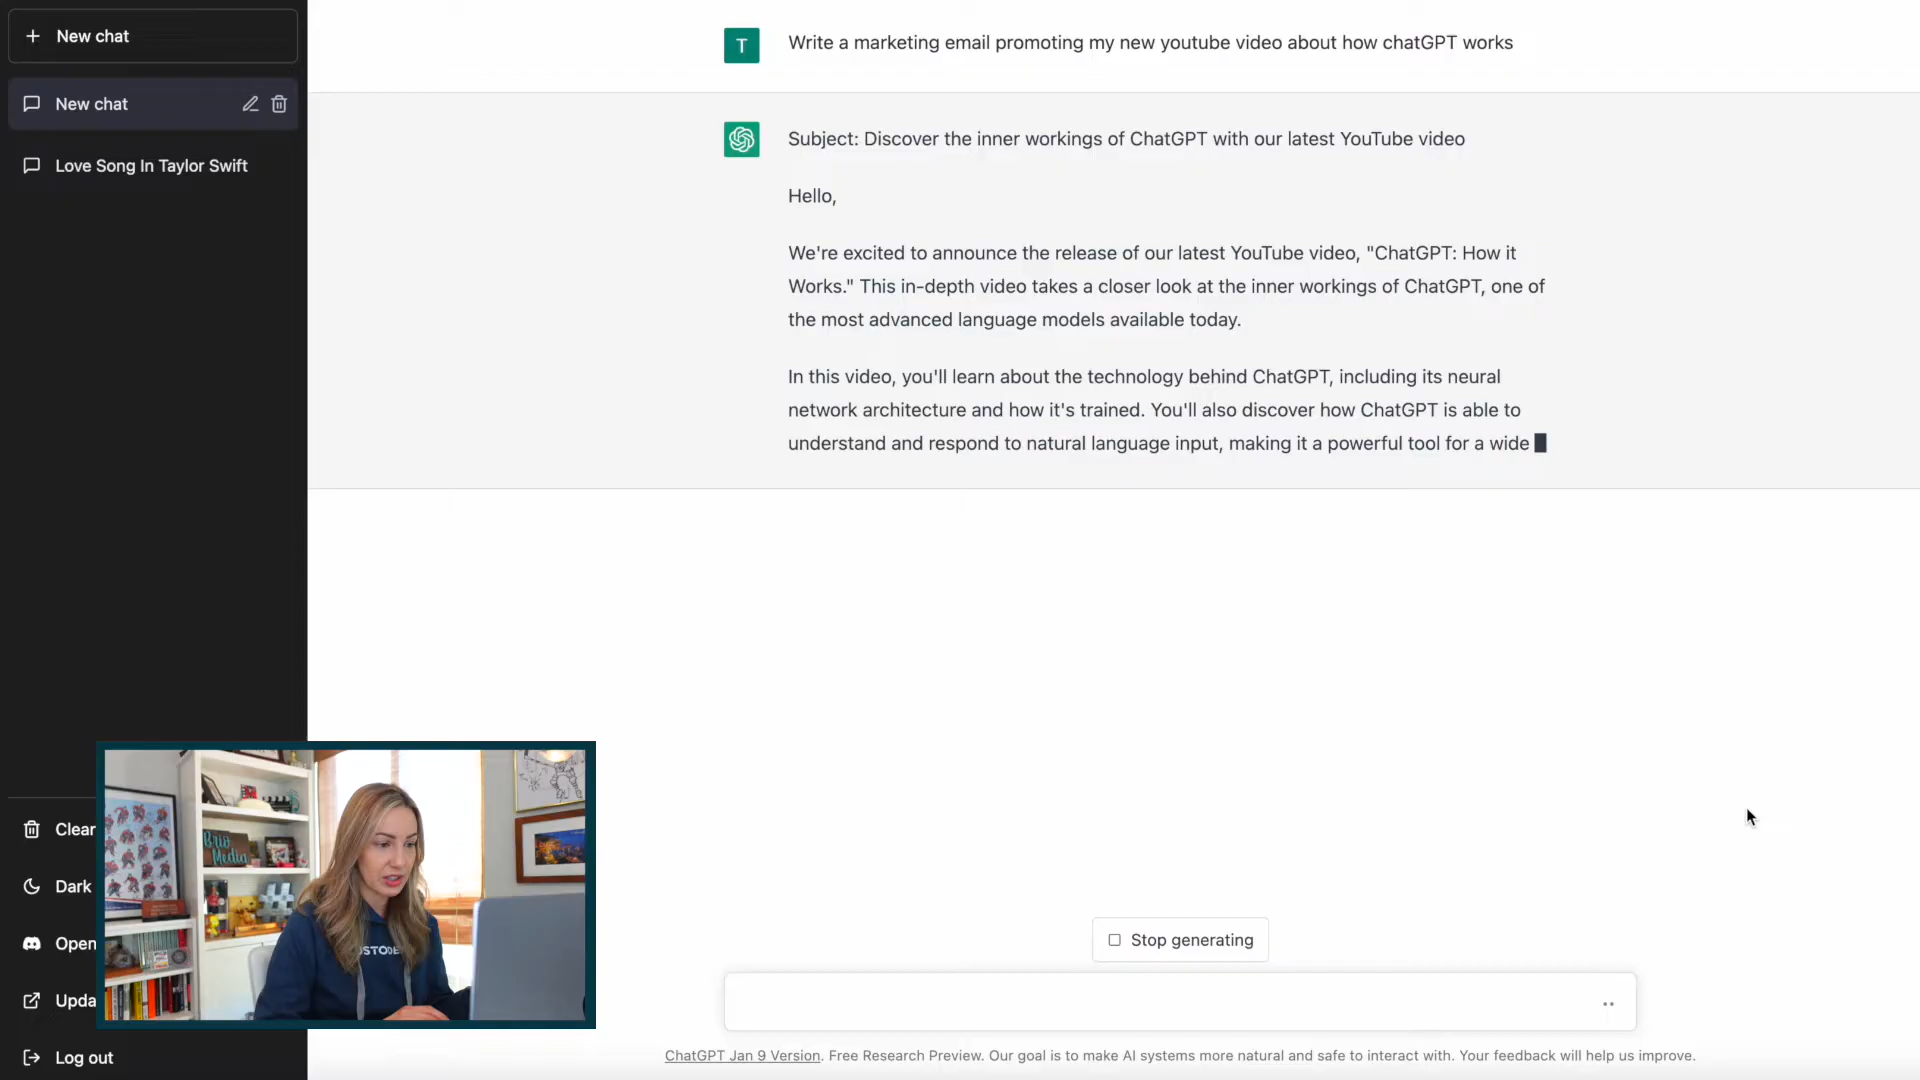 New chat
New chat
Love Song In Taylor Swift
T
Write a marketing email promoting my new youtube video about how chatGPT works
Subject: Discover the inner workings of ChatGPT with our latest YouTube video
Hello,
We're excited to announce the release of our latest YouTube video, "ChatGPT: How it
Works." This in-depth video takes a closer look at the inner workings of ChatGPT, one of
the most advanced language models available today.
In this video, you'll learn about the technology behind ChatGPT, including its neural
network architecture and how it's trained. You'll also discover how ChatGPT is able to
understand and respond to natural language input, making it a powerful tool for a wide
Clear
Dark
Open
Upda
Log out
Brio
Media
Stop generating
ChatGPT Jan 9 Version. Free Research Preview. Our goal is to make AI systems more natural and safe to interact with. Your feedback will help us improve.